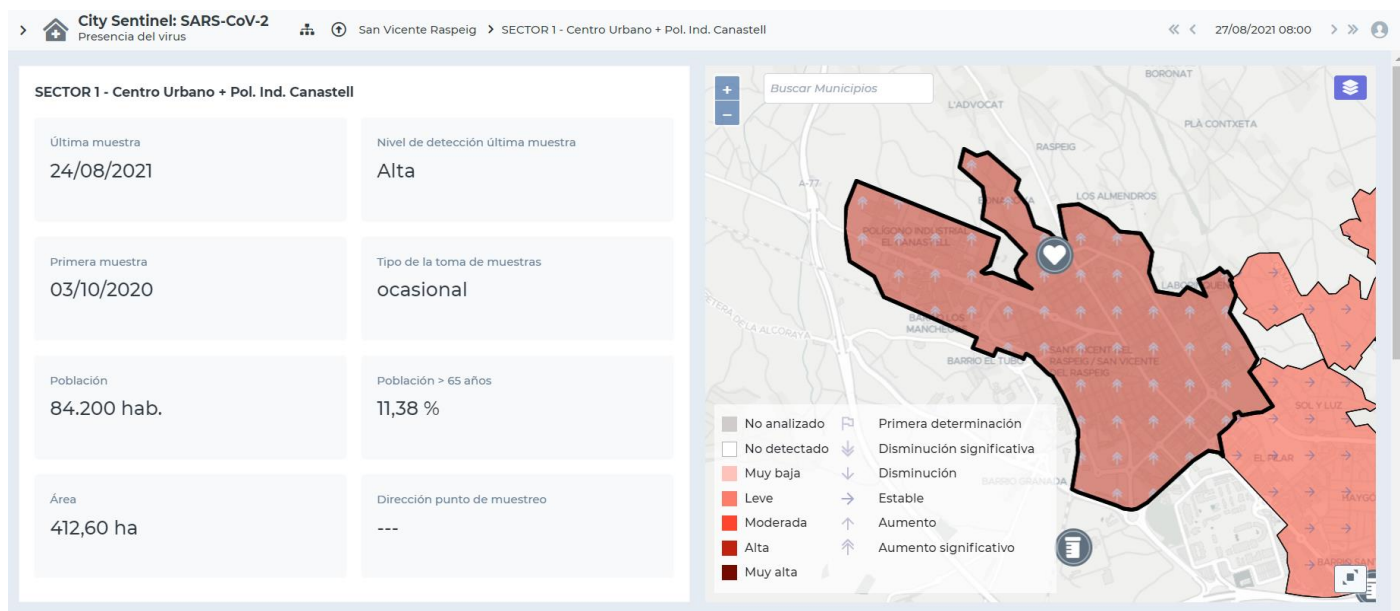 City Sentinel: SARS-CoV-2
Presencia del virus
San Vicente Raspeig > SECTOR 1 - Centro Urbano + Pol. Ind. Canastell
27/08/2021 08:00
SECTOR 1 - Centro Urbano + Pol. Ind. Canastell
Última muestra
24/08/2021
Nivel de detección última muestra
Alta
Primera muestra
03/10/2020
Tipo de la toma de muestras
ocasional
Población
84.200 hab.
Población > 65 años
11,38 %
Área
412,60 ha
Dirección punto de muestreo
---
+
Buscar Municipios
−
BORONAT
L'ADVOCAT
PLÀ CONTXETA
RASPEIG
A-77
LOS ALMENDROS
POLÍGONO INDUSTRIAL
EL CANASTELL
MANCHEGOS
BARRIO EL TUBO
SANT VICENT DEL
RASPEIG / SAN VICENTE
DEL RASPEIG
SOL Y LUZ
EL PILAR
BARRIO GRANADA
No analizado
Primera determinación
No detectado
Disminución significativa
Muy baja
Disminución
Leve
Estable
Moderada
Aumento
Alta
Aumento significativo
Muy alta